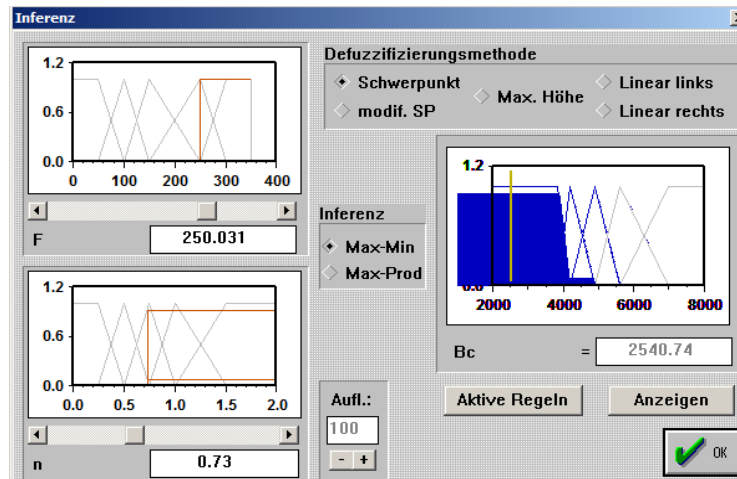 Inferenz
1.2
0.6
0.0
0 100 200 300 400
F 250.031
1.2
0.6
0.0
0.0 0.5 1.0 1.5 2.0
n 0.73
Defuzzifizierungsmethode
Schwerpunkt
modif. SP
Max. Höhe
Linear links
Linear rechts
Inferenz
Max-Min
Max-Prod
1.2
0.0
2000 4000 6000 8000
Bc = 2540.74
Aufl.:
100
- +
Aktive Regeln
Anzeigen
OK